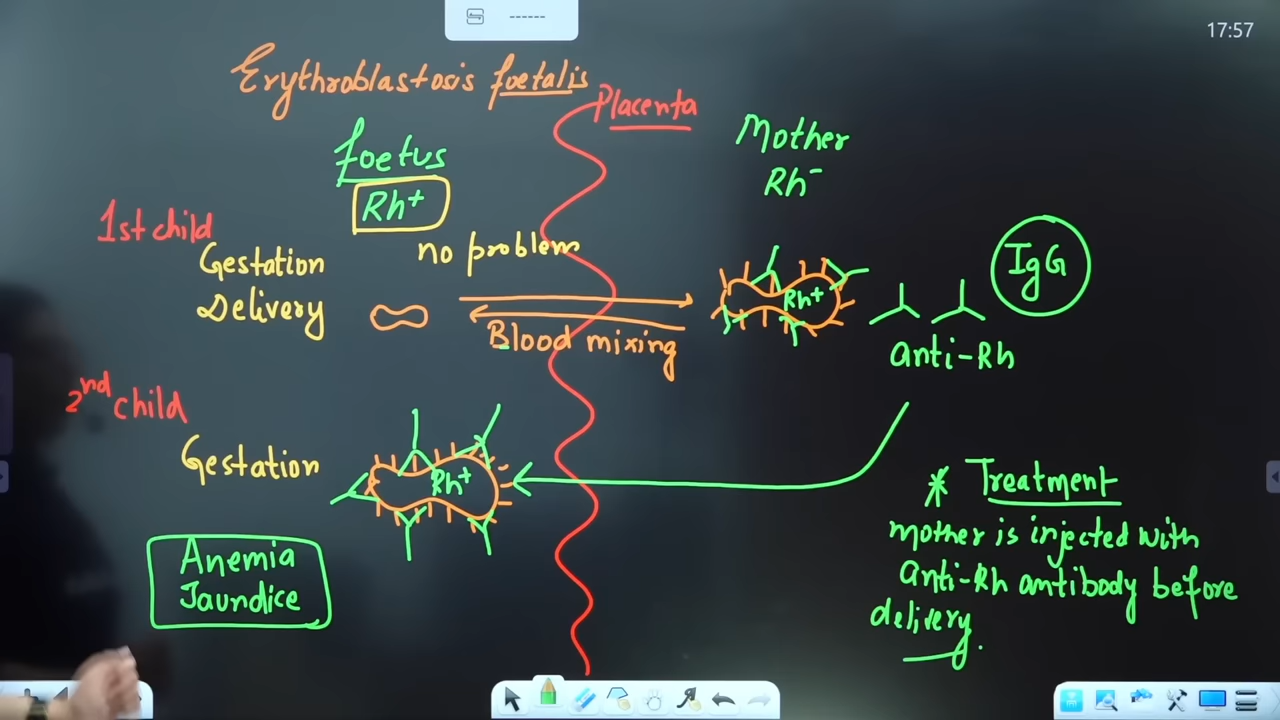 17:57
Erythroblastosis foetalis
Placenta
foetus
Rh⁺
Mother
Rh⁻
1st child
Gestation
no problem
Delivery
Blood mixing
Rh⁺
IgG
anti-Rh
2nd child
Gestation
Rh⁺
Anemia
Jaundice
* Treatment
mother is injected with
anti-Rh antibody before
delivery.